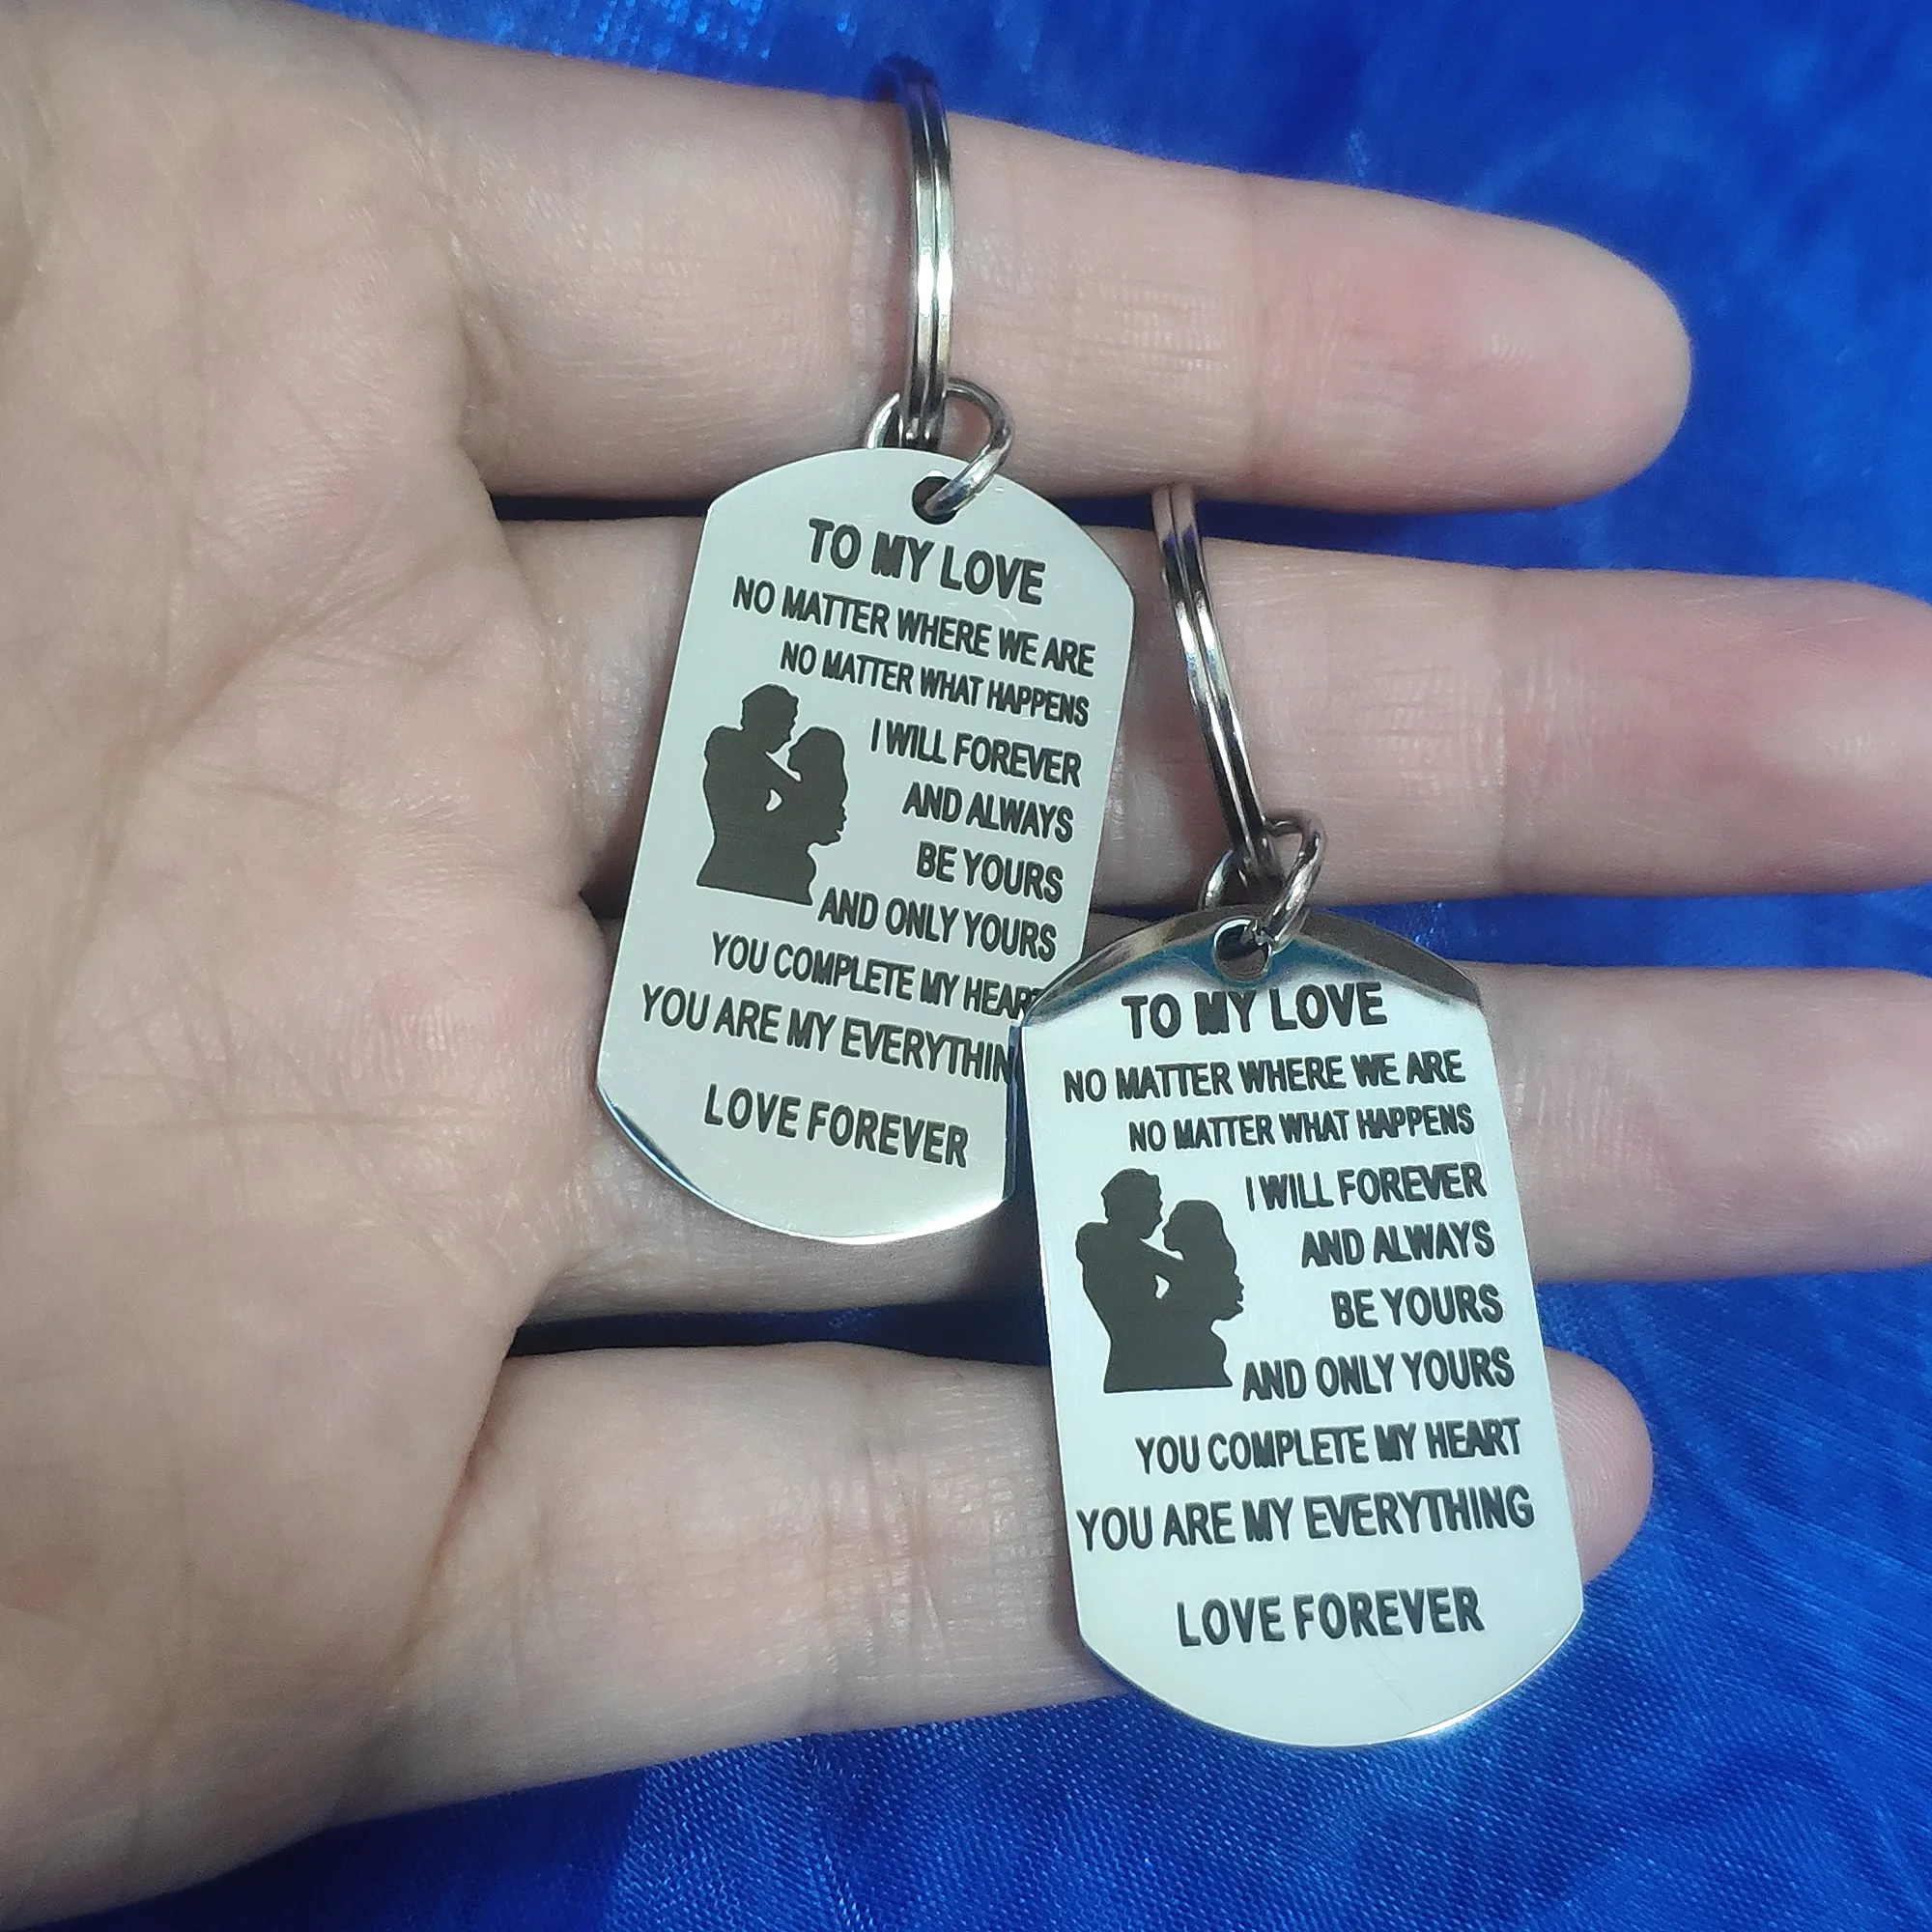 TO MY LOVE
NO MATTER WHERE WE ARE
NO MATTER WHAT HAPPENS
I WILL FOREVER
AND ALWAYS
BE YOURS
AND ONLY YOURS
YOU COMPLETE MY HEART
YOU ARE MY EVERYTHIN
LOVE FOREVER
TO MY LOVE
NO MATTER WHERE WE ARE
NO MATTER WHAT HAPPENS
I WILL FOREVER
AND ALWAYS
BE YOURS
AND ONLY YOURS
YOU COMPLETE MY HEART
YOU ARE MY EVERYTHING
LOVE FOREVER